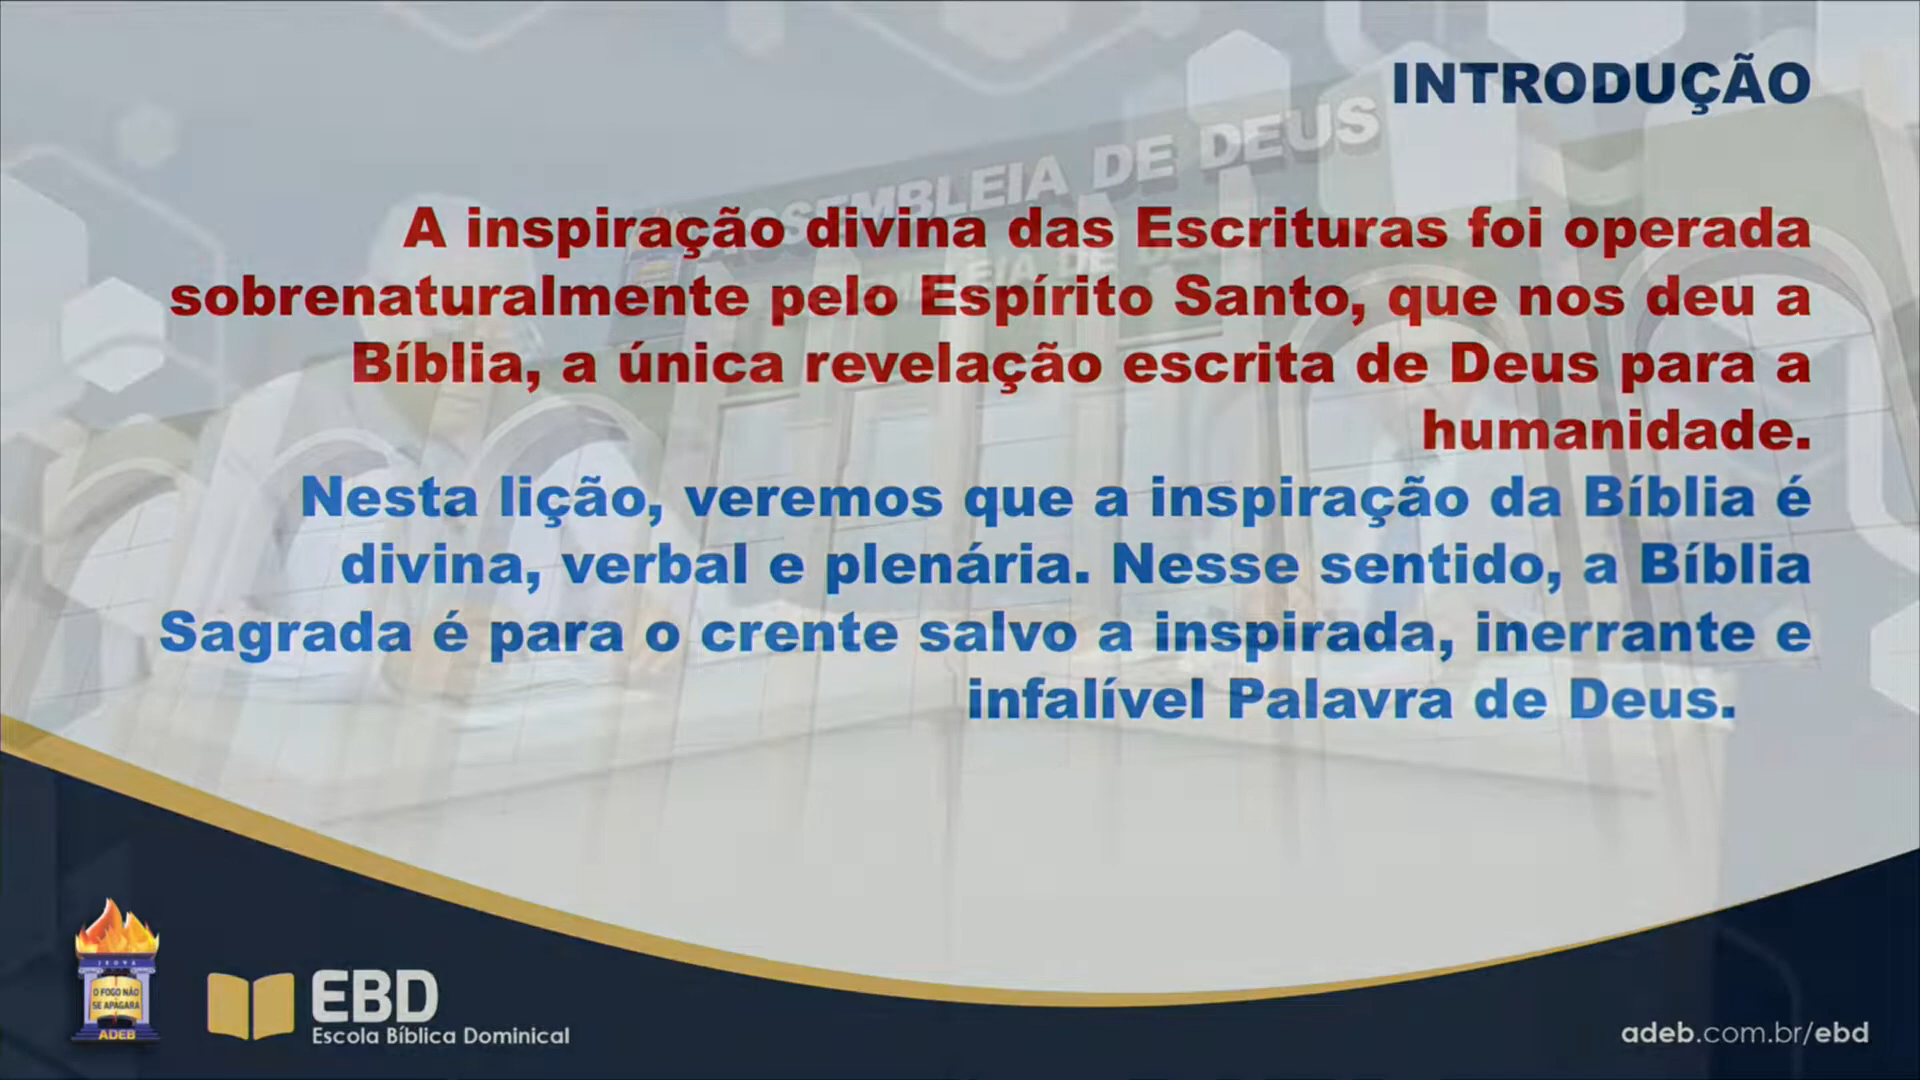 INTRODUÇÃO
ASSEMBLEIA DE DEUS
A inspiração divina das Escrituras foi operada
sobrenaturalmente pelo Espírito Santo, que nos deu a
Bíblia, a única revelação escrita de Deus para a
humanidade.
Nesta lição, veremos que a inspiração da Bíblia é
divina, verbal e plenária. Nesse sentido, a Bíblia
Sagrada é para o crente salvo a inspirada, inerrante e
infalível Palavra de Deus.
JEOVÁ
O FOGO NÃO
SE APAGARÁ
ADEB
EBD
Escola Bíblica Dominical
adeb.com.br/ebd